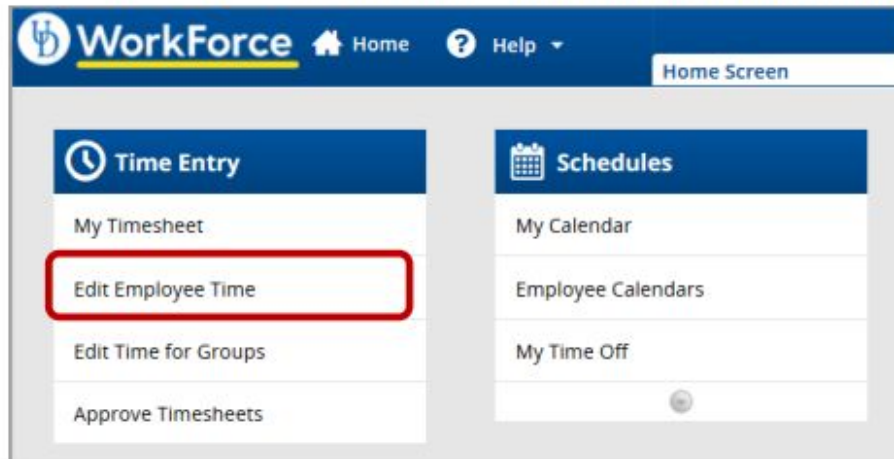 UD WorkForce Home ? Help
Home Screen
Time Entry
My Timesheet
Edit Employee Time
Edit Time for Groups
Approve Timesheets
Schedules
My Calendar
Employee Calendars
My Time Off